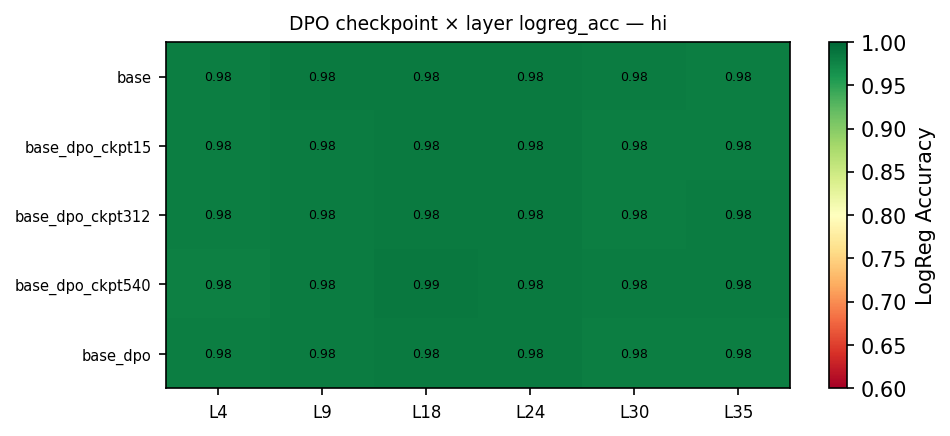 DPO checkpoint × layer logreg_acc — hi
base 0.98 0.98 0.98 0.98 0.98 0.98
base_dpo_ckpt15 0.98 0.98 0.98 0.98 0.98 0.98
base_dpo_ckpt312 0.98 0.98 0.98 0.98 0.98 0.98
base_dpo_ckpt540 0.98 0.98 0.99 0.98 0.98 0.98
base_dpo 0.98 0.98 0.98 0.98 0.98 0.98
L4 L9 L18 L24 L30 L35
1.00
0.95
0.90
0.85
0.80
0.75
0.70
0.65
0.60
LogReg Accuracy